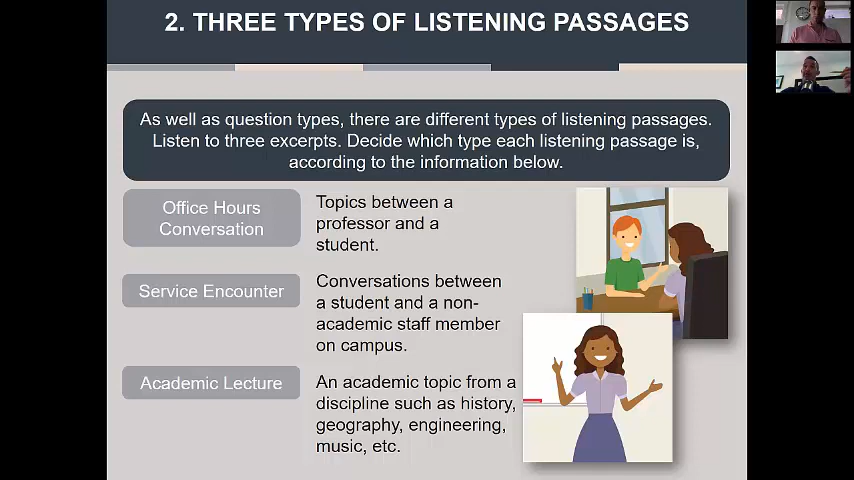 2. THREE TYPES OF LISTENING PASSAGES
As well as question types, there are different types of listening passages.
Listen to three excerpts. Decide which type each listening passage is,
according to the information below.
Office Hours
Conversation
Topics between a
professor and a
student.
Service Encounter
Conversations between
a student and a non-
academic staff member
on campus.
Academic Lecture
An academic topic from a
discipline such as history,
geography, engineering,
music, etc.